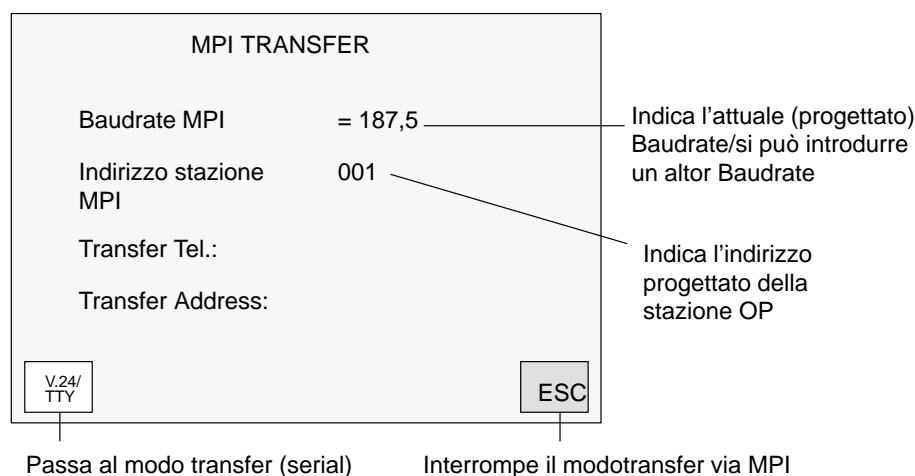 MPI TRANSFER
Baudrate MPI = 187,5
Indica l'attuale (progettato)
Baudrate/si può introdurre
un altor Baudrate
Indirizzo stazione 001
MPI
Transfer Tel.:
Indica l'indirizzo
progettato della
stazione OP
Transfer Address:
V.24/
TTY
ESC
Passa al modo transfer (serial)
Interrompe il modotransfer via MPI